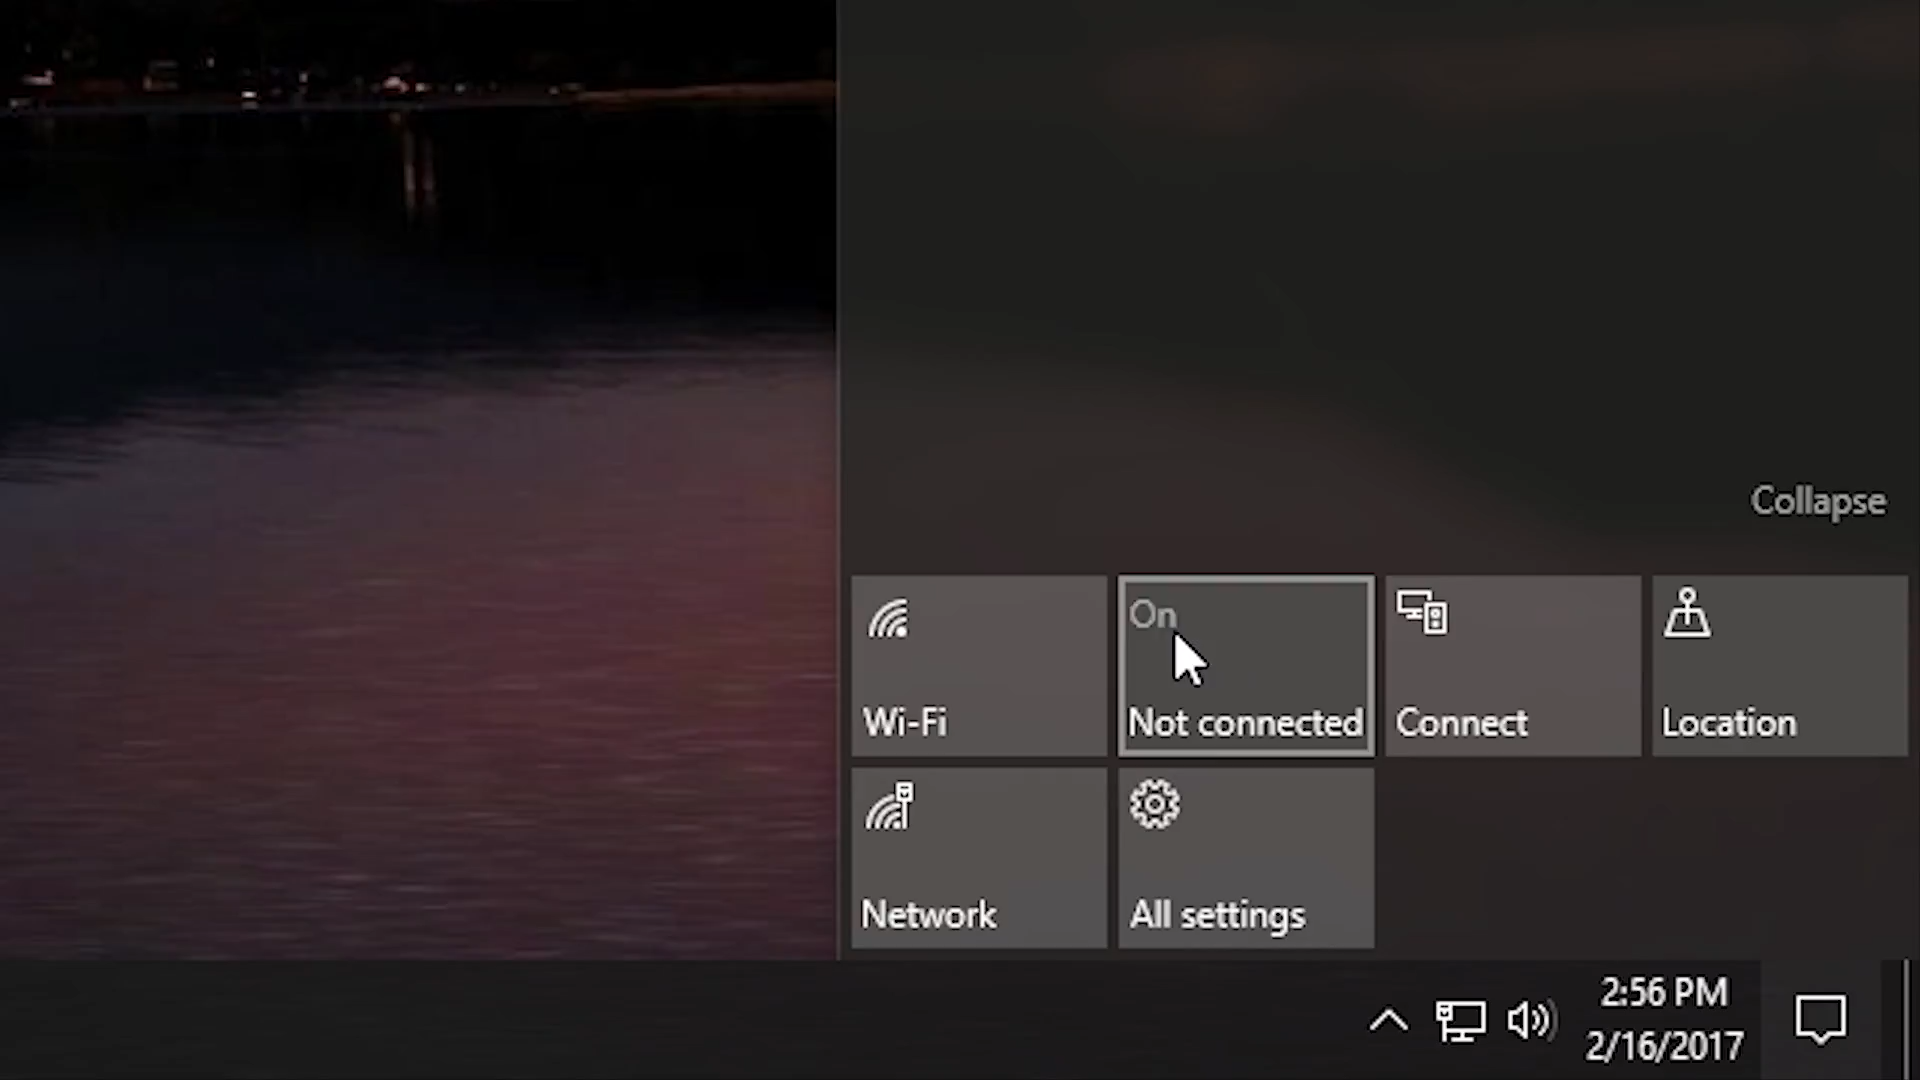 Collapse
Wi-Fi
On
Not connected
Connect
Location
Network
All settings
2:56 PM
2/16/2017